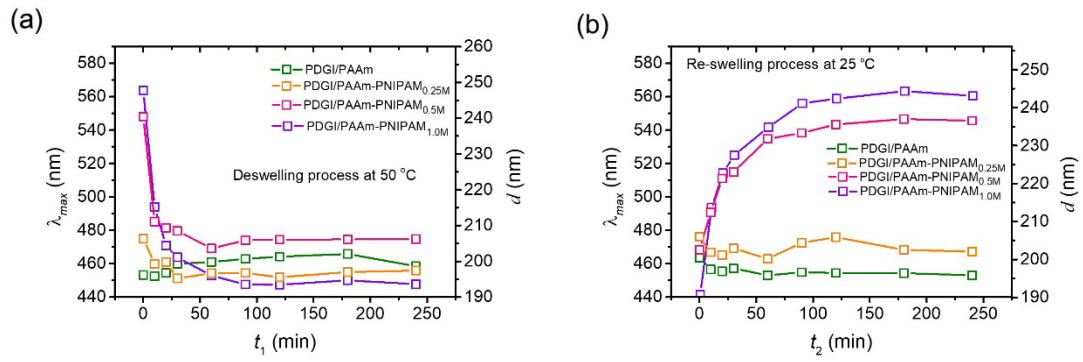 (a)
580
560
540
520
500
480
460
440
λmax (nm)
260
250
240
230
220
210
200
190
d (nm)
PDGI/PAAm
PDGI/PAAm-PNIPAM0.25M
PDGI/PAAm-PNIPAM0.5M
PDGI/PAAm-PNIPAM1.0M
Deswelling process at 50 °C
0 50 100 150 200 250
t1 (min)
(b)
580
560
540
520
500
480
460
440
λmax (nm)
250
240
230
220
210
200
190
d (nm)
Re-swelling process at 25 °C
PDGI/PAAm
PDGI/PAAm-PNIPAM0.25M
PDGI/PAAm-PNIPAM0.5M
PDGI/PAAm-PNIPAM1.0M
0 50 100 150 200 250
t2 (min)